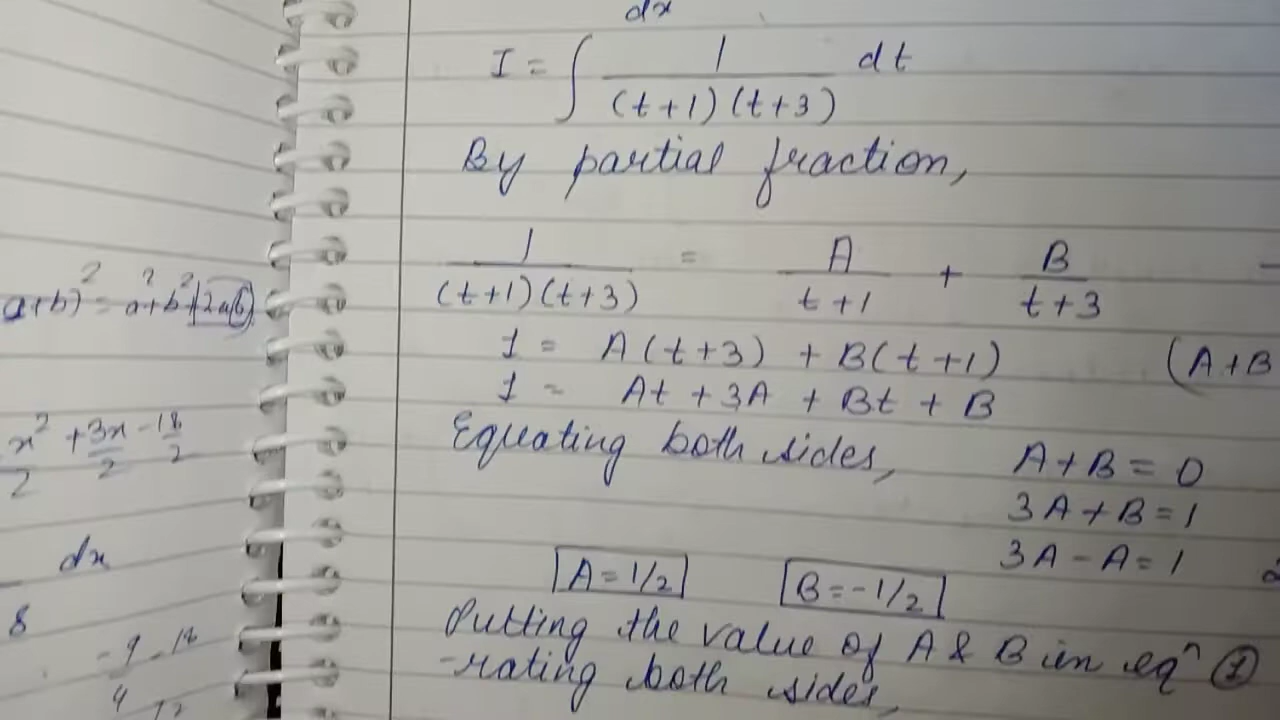 dx
I = ∫ 1/((t+1)(t+3)) dt
By partial fraction,
1/((t+1)(t+3)) = A/(t+1) + B/(t+3)
1 = A(t+3) + B(t+1) (A+B
1 = At + 3A + Bt + B
Equating both sides, A+B = 0
3A+B=1
3A-A=1
A=1/2 B=-1/2
Putting the value of A & B in eqⁿ ①
-rating both sides,
a+b)² = a²+b²+2ab
x²/2 + 3x/2 - 18/2
dx
8